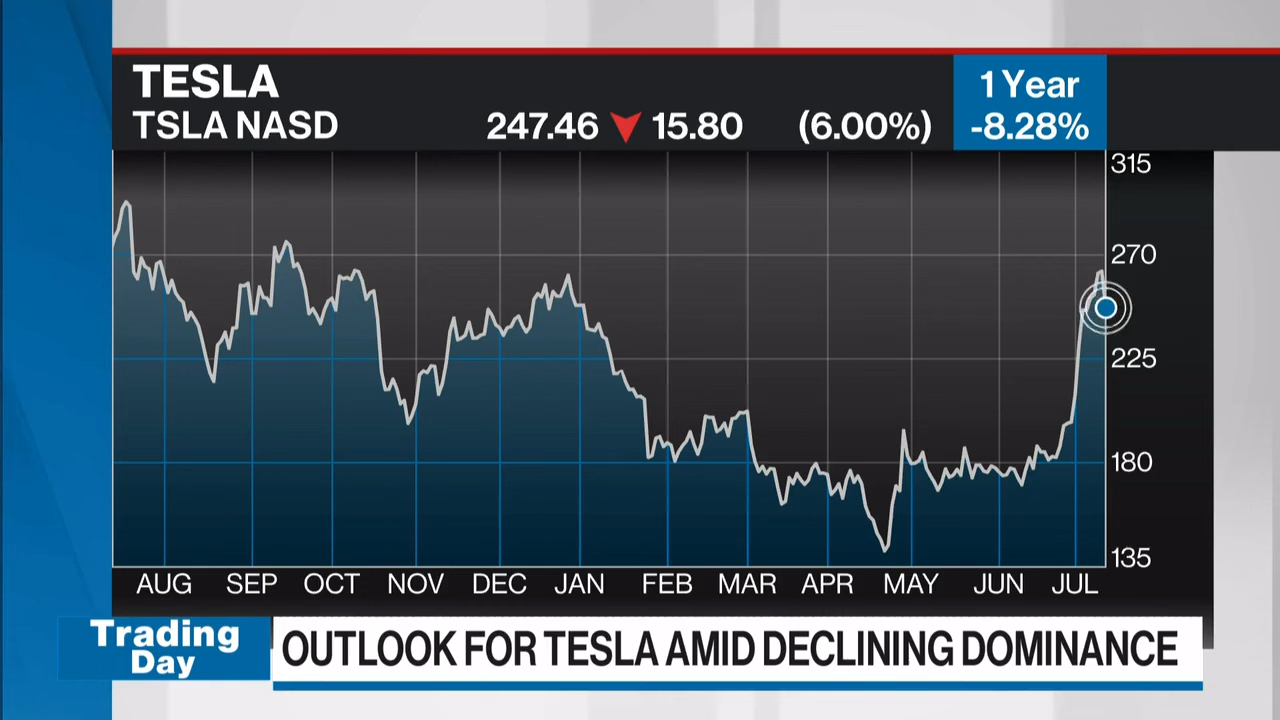 TESLA
TSLA NASD 247.46 15.80 (6.00%)
1 Year
-8.28%
315
270
225
180
135
AUG SEP OCT NOV DEC JAN FEB MAR APR MAY JUN JUL
Trading
Day
OUTLOOK FOR TESLA AMID DECLINING DOMINANCE